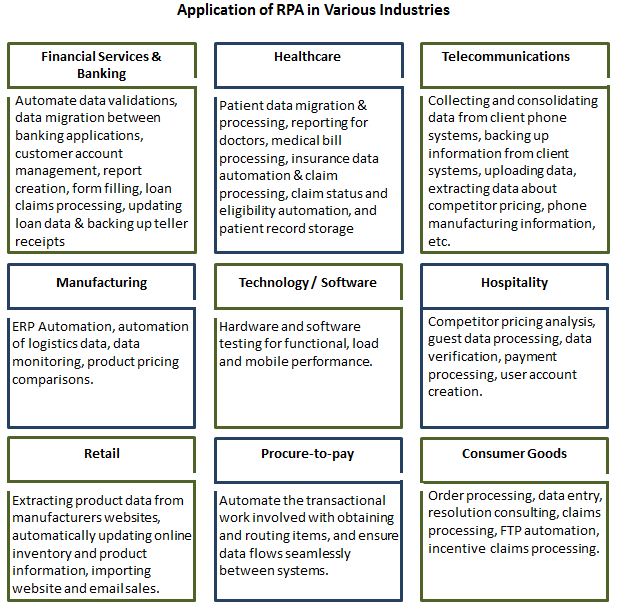 Application of RPA in Various Industries
Financial Services &
Banking
Automate data validations,
data migration between
banking applications,
customer account
management, report
creation, form filling, loan
claims processing, updating
loan data & backing up teller
receipts
Healthcare
Patient data migration &
processing, reporting for
doctors, medical bill
processing, insurance data
automation & claim
processing, claim status and
eligibility automation, and
patient record storage
Telecommunications
Collecting and consolidating
data from client phone
systems, backing up
information from client
systems, uploading data,
extracting data about
competitor pricing, phone
manufacturing information,
etc.
Manufacturing
ERP Automation, automation
of logistics data, data
monitoring, product pricing
comparisons.
Technology / Software
Hardware and software
testing for functional, load
and mobile performance.
Hospitality
Competitor pricing analysis,
guest data processing, data
verification, payment
processing, user account
creation.
Retail
Extracting product data from
manufacturers websites,
automatically updating online
inventory and product
information, importing
website and email sales.
Procure-to-pay
Automate the transactional
work involved with obtaining
and routing items, and ensure
data flows seamlessly
between systems.
Consumer Goods
Order processing, data entry,
resolution consulting, claims
processing, FTP automation,
incentive claims processing.